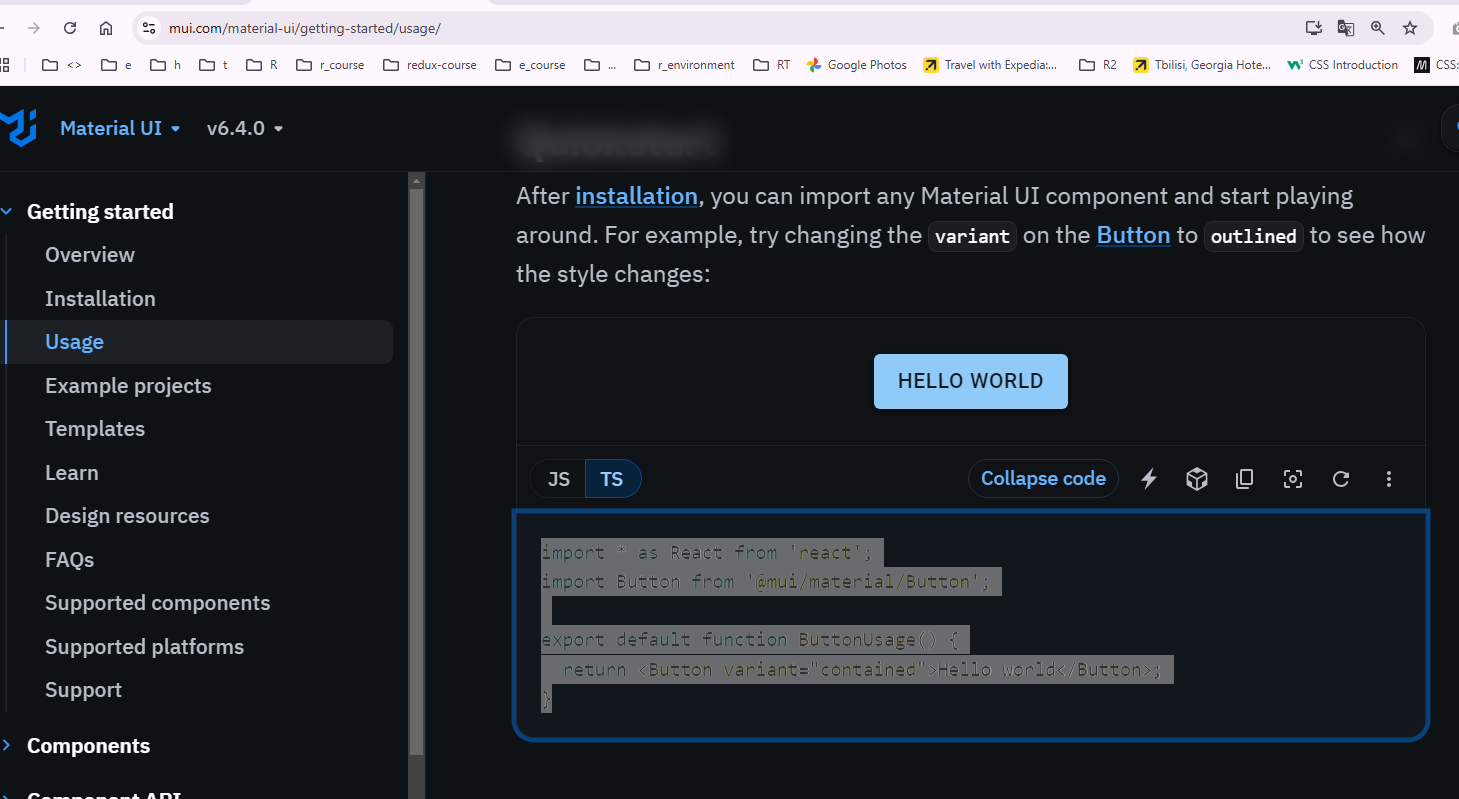 mui.com/material-ui/getting-started/usage/
<> e h t R r_course redux-course e_course ... r_environment RT Google Photos Travel with Expedia:... R2 Tbilisi, Georgia Hote... CSS Introduction CSS:
Material UI v6.4.0
Getting started
Overview
Installation
Usage
Example projects
Templates
Learn
Design resources
FAQs
Supported components
Supported platforms
Support
Components
Component API
Quickstart
After installation, you can import any Material UI component and start playing
around. For example, try changing the variant on the Button to outlined to see how
the style changes:
HELLO WORLD
JS TS Collapse code
import * as React from 'react';
import Button from '@mui/material/Button';
export default function ButtonUsage() {
return <Button variant="contained">Hello world</Button>;
}